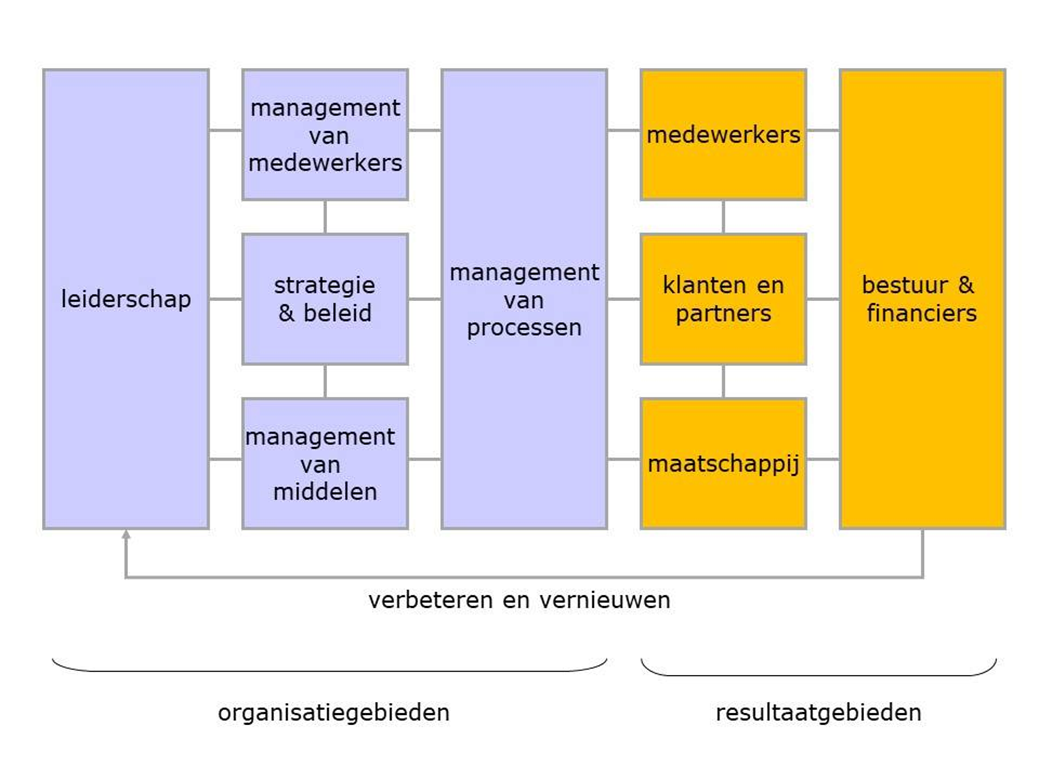 leiderschap
management
van
medewerkers
strategie
& beleid
management
van
middelen
management
van
processen
medewerkers
klanten en
partners
maatschappij
bestuur &
financiers
verbeteren en vernieuwen
organisatiegebieden
resultaatgebieden